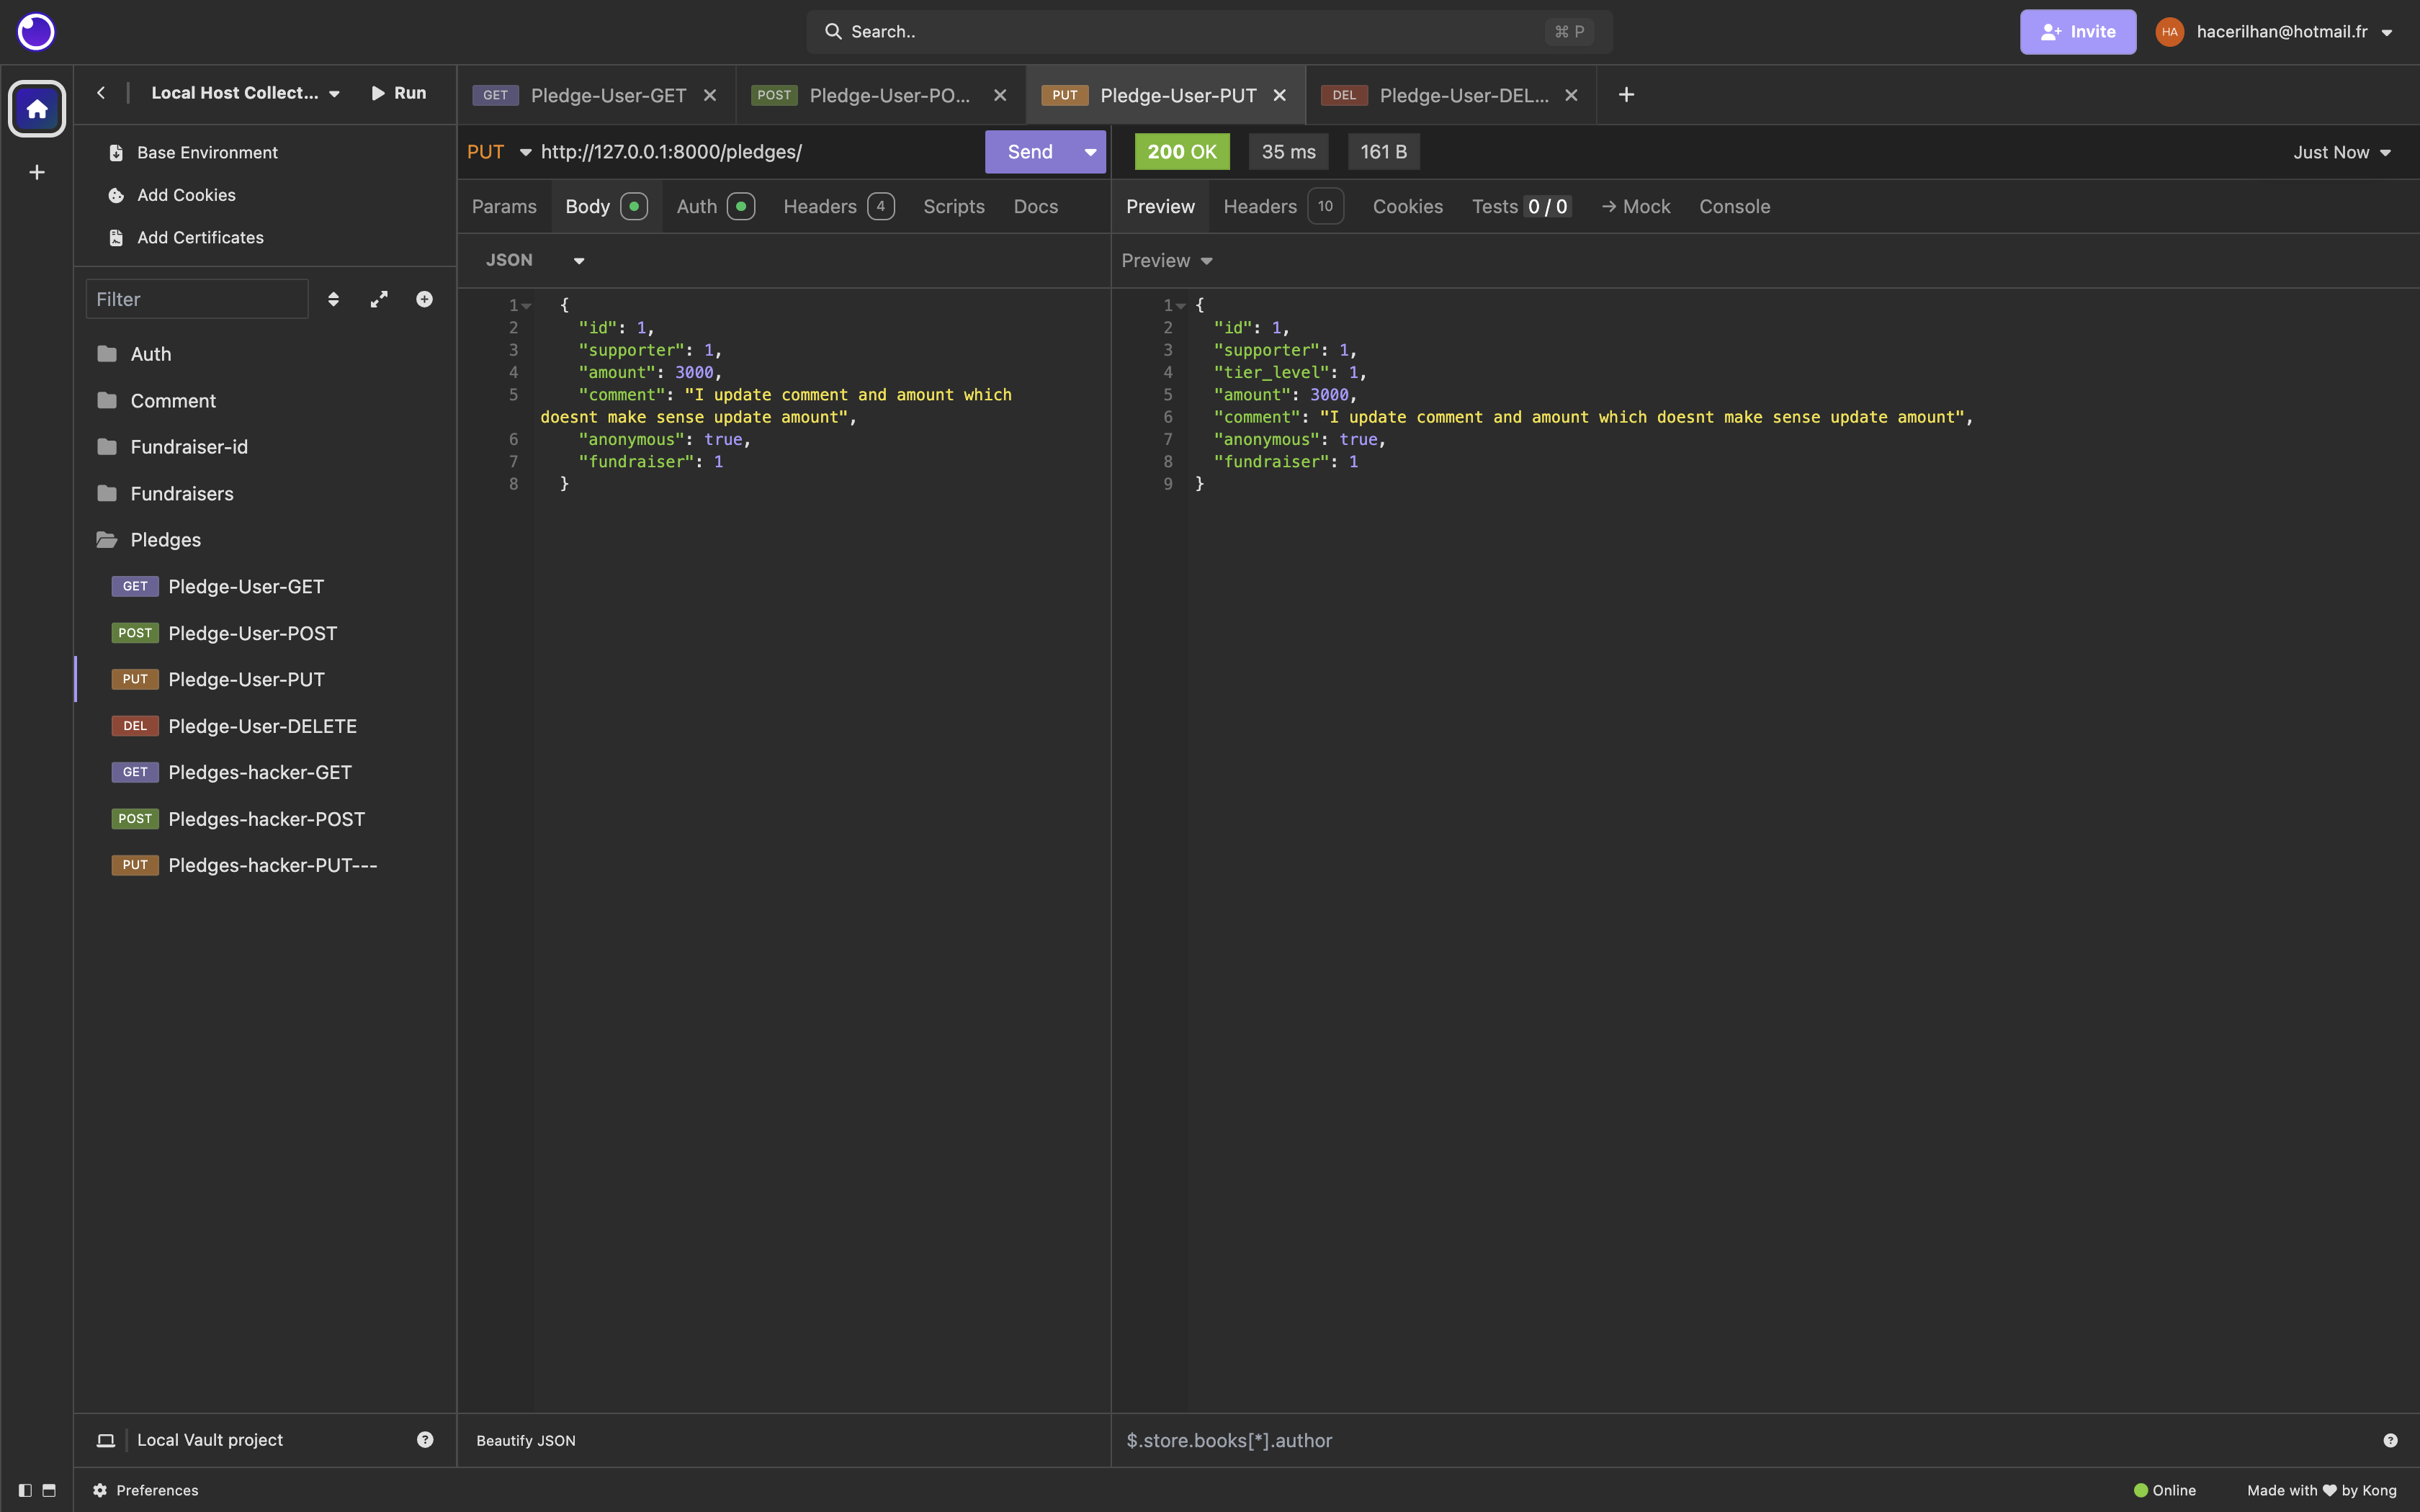 Search..
⌘ P
Invite
HA
hacerilhan@hotmail.fr
Local Host Collect...
Run
GET Pledge-User-GET
POST Pledge-User-PO...
PUT Pledge-User-PUT
DEL Pledge-User-DEL...
Base Environment
Add Cookies
Add Certificates
Filter
Auth
Comment
Fundraiser-id
Fundraisers
Pledges
GET Pledge-User-GET
POST Pledge-User-POST
PUT Pledge-User-PUT
DEL Pledge-User-DELETE
GET Pledges-hacker-GET
POST Pledges-hacker-POST
PUT Pledges-hacker-PUT---
PUT http://127.0.0.1:8000/pledges/ Send
Params Body Auth Headers 4 Scripts Docs
JSON
1 {
2 "id": 1,
3 "supporter": 1,
4 "amount": 3000,
5 "comment": "I update comment and amount which
doesnt make sense update amount",
6 "anonymous": true,
7 "fundraiser": 1
8 }
Beautify JSON
200 OK 35 ms 161 B Just Now
Preview Headers 10 Cookies Tests 0 / 0 → Mock Console
Preview
1 {
2 "id": 1,
3 "supporter": 1,
4 "tier_level": 1,
5 "amount": 3000,
6 "comment": "I update comment and amount which doesnt make sense update amount",
7 "anonymous": true,
8 "fundraiser": 1
9 }
$.store.books[*].author
Local Vault project
Preferences
Online
Made with ♥ by Kong